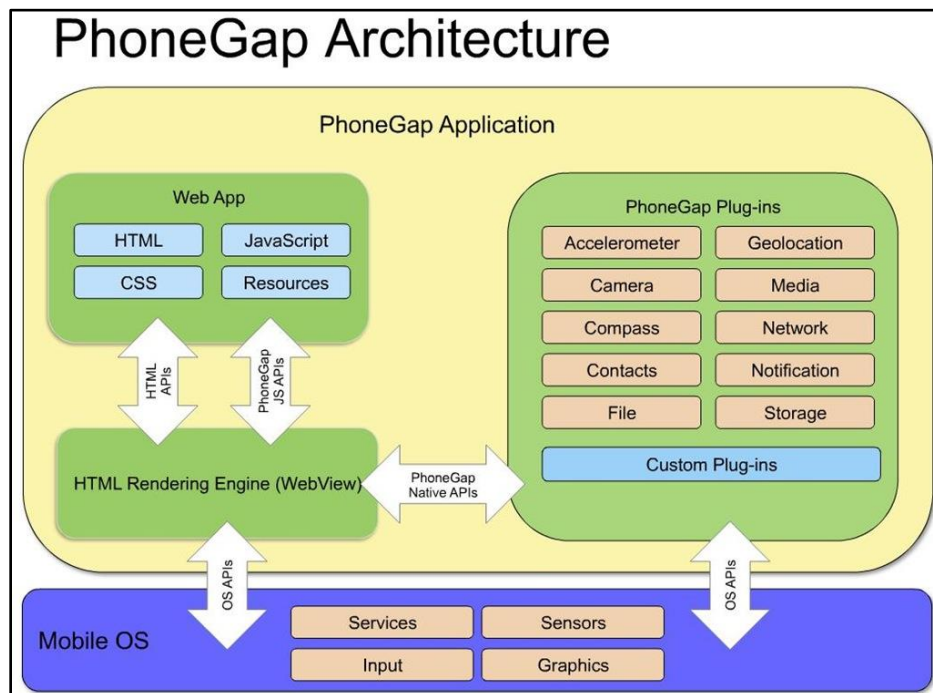 PhoneGap Architecture
PhoneGap Application
Web App
HTML
JavaScript
CSS
Resources
HTML
APIs
PhoneGap
JS APIs
HTML Rendering Engine (WebView)
PhoneGap
Native APIs
PhoneGap Plug-ins
Accelerometer
Geolocation
Camera
Media
Compass
Network
Contacts
Notification
File
Storage
Custom Plug-ins
OS APIs
OS APIs
Mobile OS
Services
Sensors
Input
Graphics